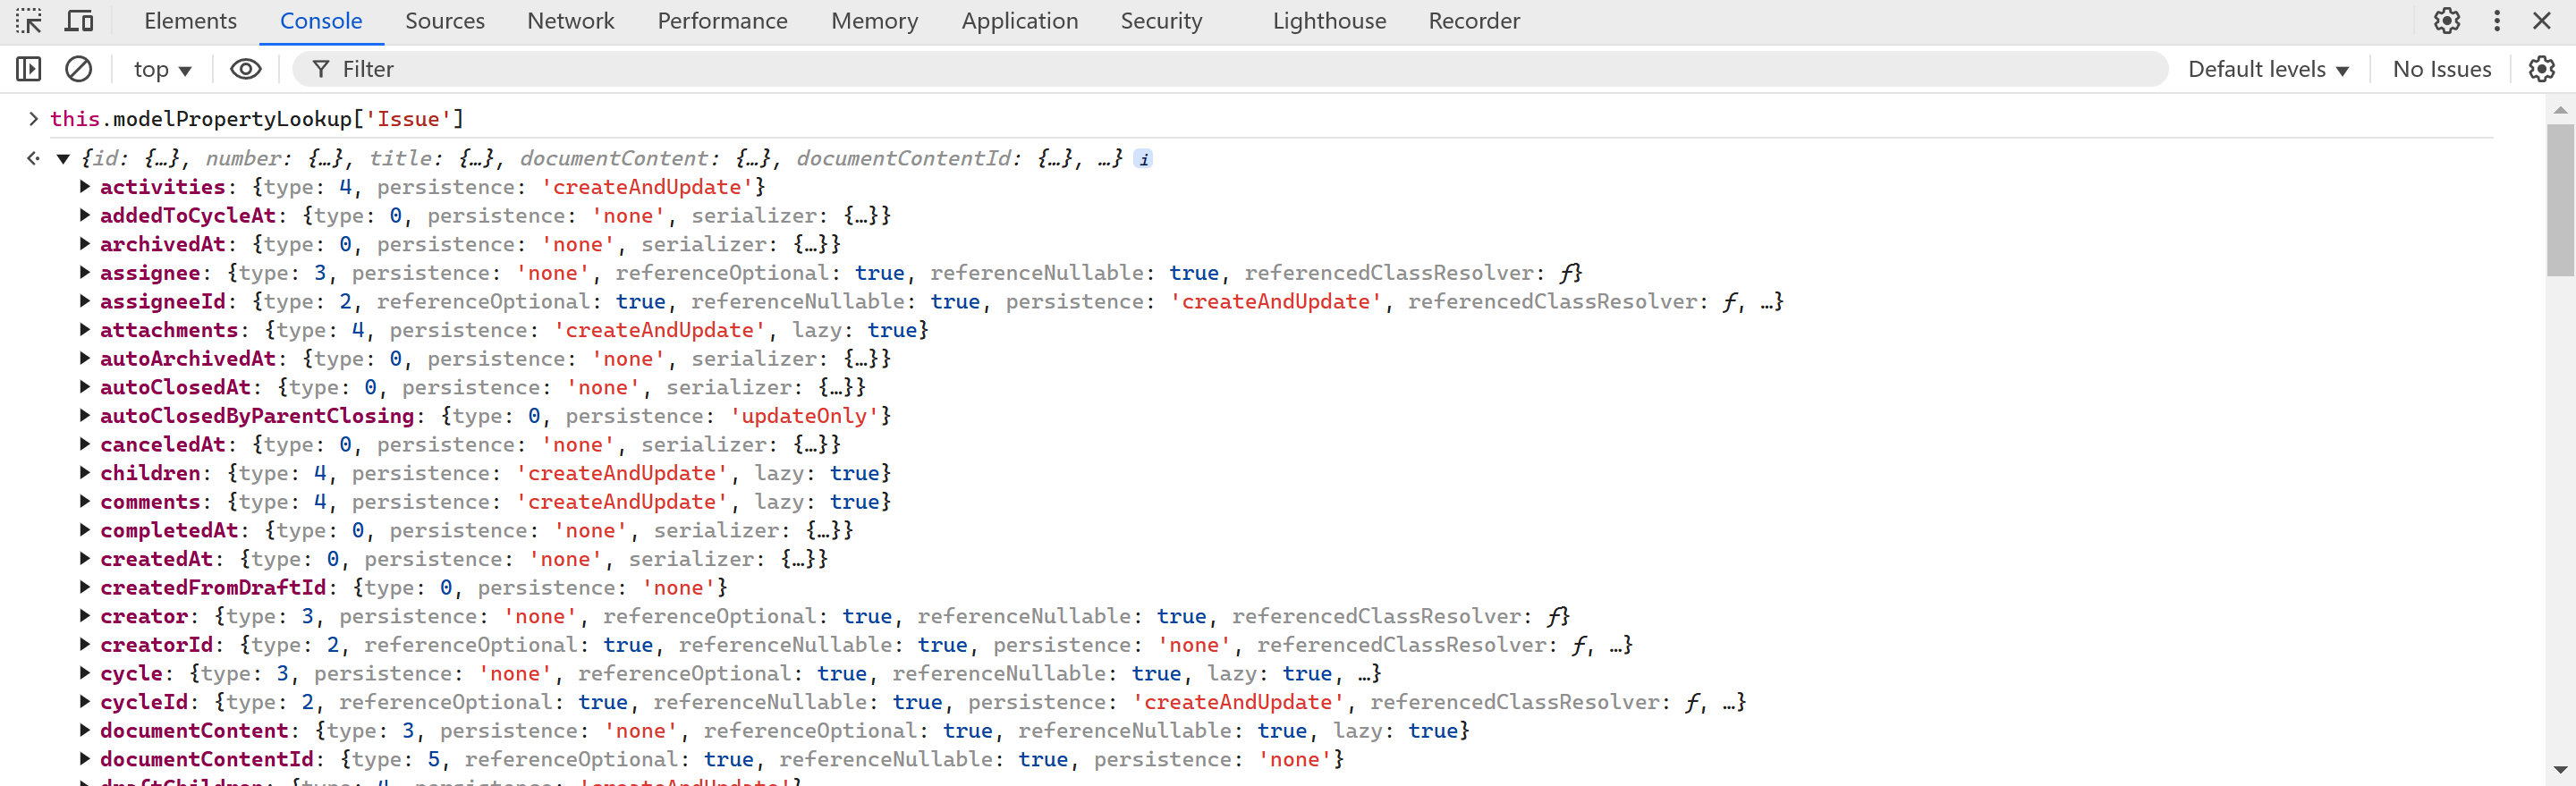 Elements Console Sources Network Performance Memory Application Security Lighthouse Recorder
top Filter Default levels No Issues
this.modelPropertyLookup['Issue']
{id: {…}, number: {…}, title: {…}, documentContent: {…}, documentContentId: {…}, …} i
activities: {type: 4, persistence: 'createAndUpdate'}
addedToCycleAt: {type: 0, persistence: 'none', serializer: {…}}
archivedAt: {type: 0, persistence: 'none', serializer: {…}}
assignee: {type: 3, persistence: 'none', referenceOptional: true, referenceNullable: true, referencedClassResolver: ƒ}
assigneeId: {type: 2, referenceOptional: true, referenceNullable: true, persistence: 'createAndUpdate', referencedClassResolver: ƒ, …}
attachments: {type: 4, persistence: 'createAndUpdate', lazy: true}
autoArchivedAt: {type: 0, persistence: 'none', serializer: {…}}
autoClosedAt: {type: 0, persistence: 'none', serializer: {…}}
autoClosedByParentClosing: {type: 0, persistence: 'updateOnly'}
canceledAt: {type: 0, persistence: 'none', serializer: {…}}
children: {type: 4, persistence: 'createAndUpdate', lazy: true}
comments: {type: 4, persistence: 'createAndUpdate', lazy: true}
completedAt: {type: 0, persistence: 'none', serializer: {…}}
createdAt: {type: 0, persistence: 'none', serializer: {…}}
createdFromDraftId: {type: 0, persistence: 'none'}
creator: {type: 3, persistence: 'none', referenceOptional: true, referenceNullable: true, referencedClassResolver: ƒ}
creatorId: {type: 2, referenceOptional: true, referenceNullable: true, persistence: 'none', referencedClassResolver: ƒ, …}
cycle: {type: 3, persistence: 'none', referenceOptional: true, referenceNullable: true, lazy: true, …}
cycleId: {type: 2, referenceOptional: true, referenceNullable: true, persistence: 'createAndUpdate', referencedClassResolver: ƒ, …}
documentContent: {type: 3, persistence: 'none', referenceOptional: true, referenceNullable: true, lazy: true}
documentContentId: {type: 5, referenceOptional: true, referenceNullable: true, persistence: 'none'}
draftChildren: {type: 4, persistence: 'createAndUpdate'}